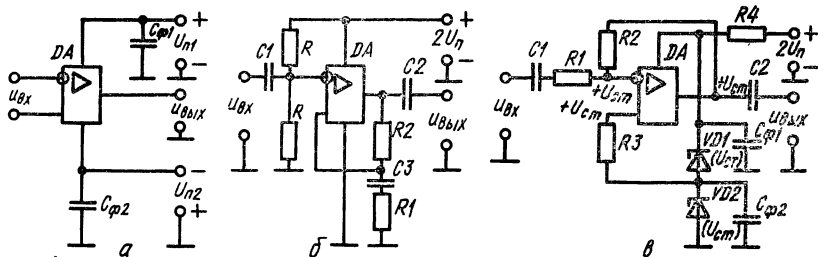 Cф1
Uп1
+
−
DA
uвх
uвых
−
Uп2
+
Cф2
а
C1
R
DA
+
2Uп
−
C2
R
uвх
R2
uвых
C3
R1
б
R4
+
2Uп
−
R2
DA
C1
R1
C2
+Uст
+Uст
+Uст
uвх
uвых
R3
VD1
(Uст)
Cф1
VD2
(Uст)
Cф2
в